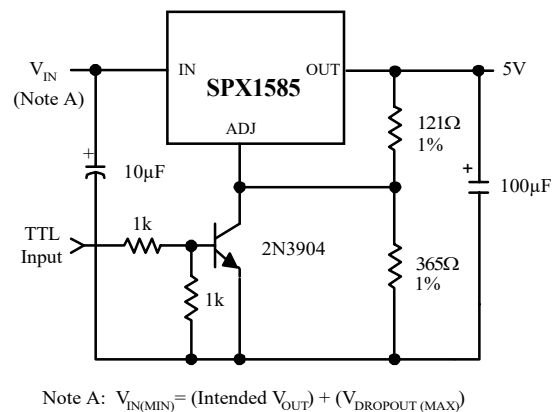 V_IN
(Note A)
IN
SPX1585
OUT
ADJ
5V
+
10μF
121Ω
1%
+
100μF
TTL
Input
1k
2N3904
1k
365Ω
1%
Note A: V_IN(MIN)= (Intended V_OUT) + (V_DROPOUT (MAX))